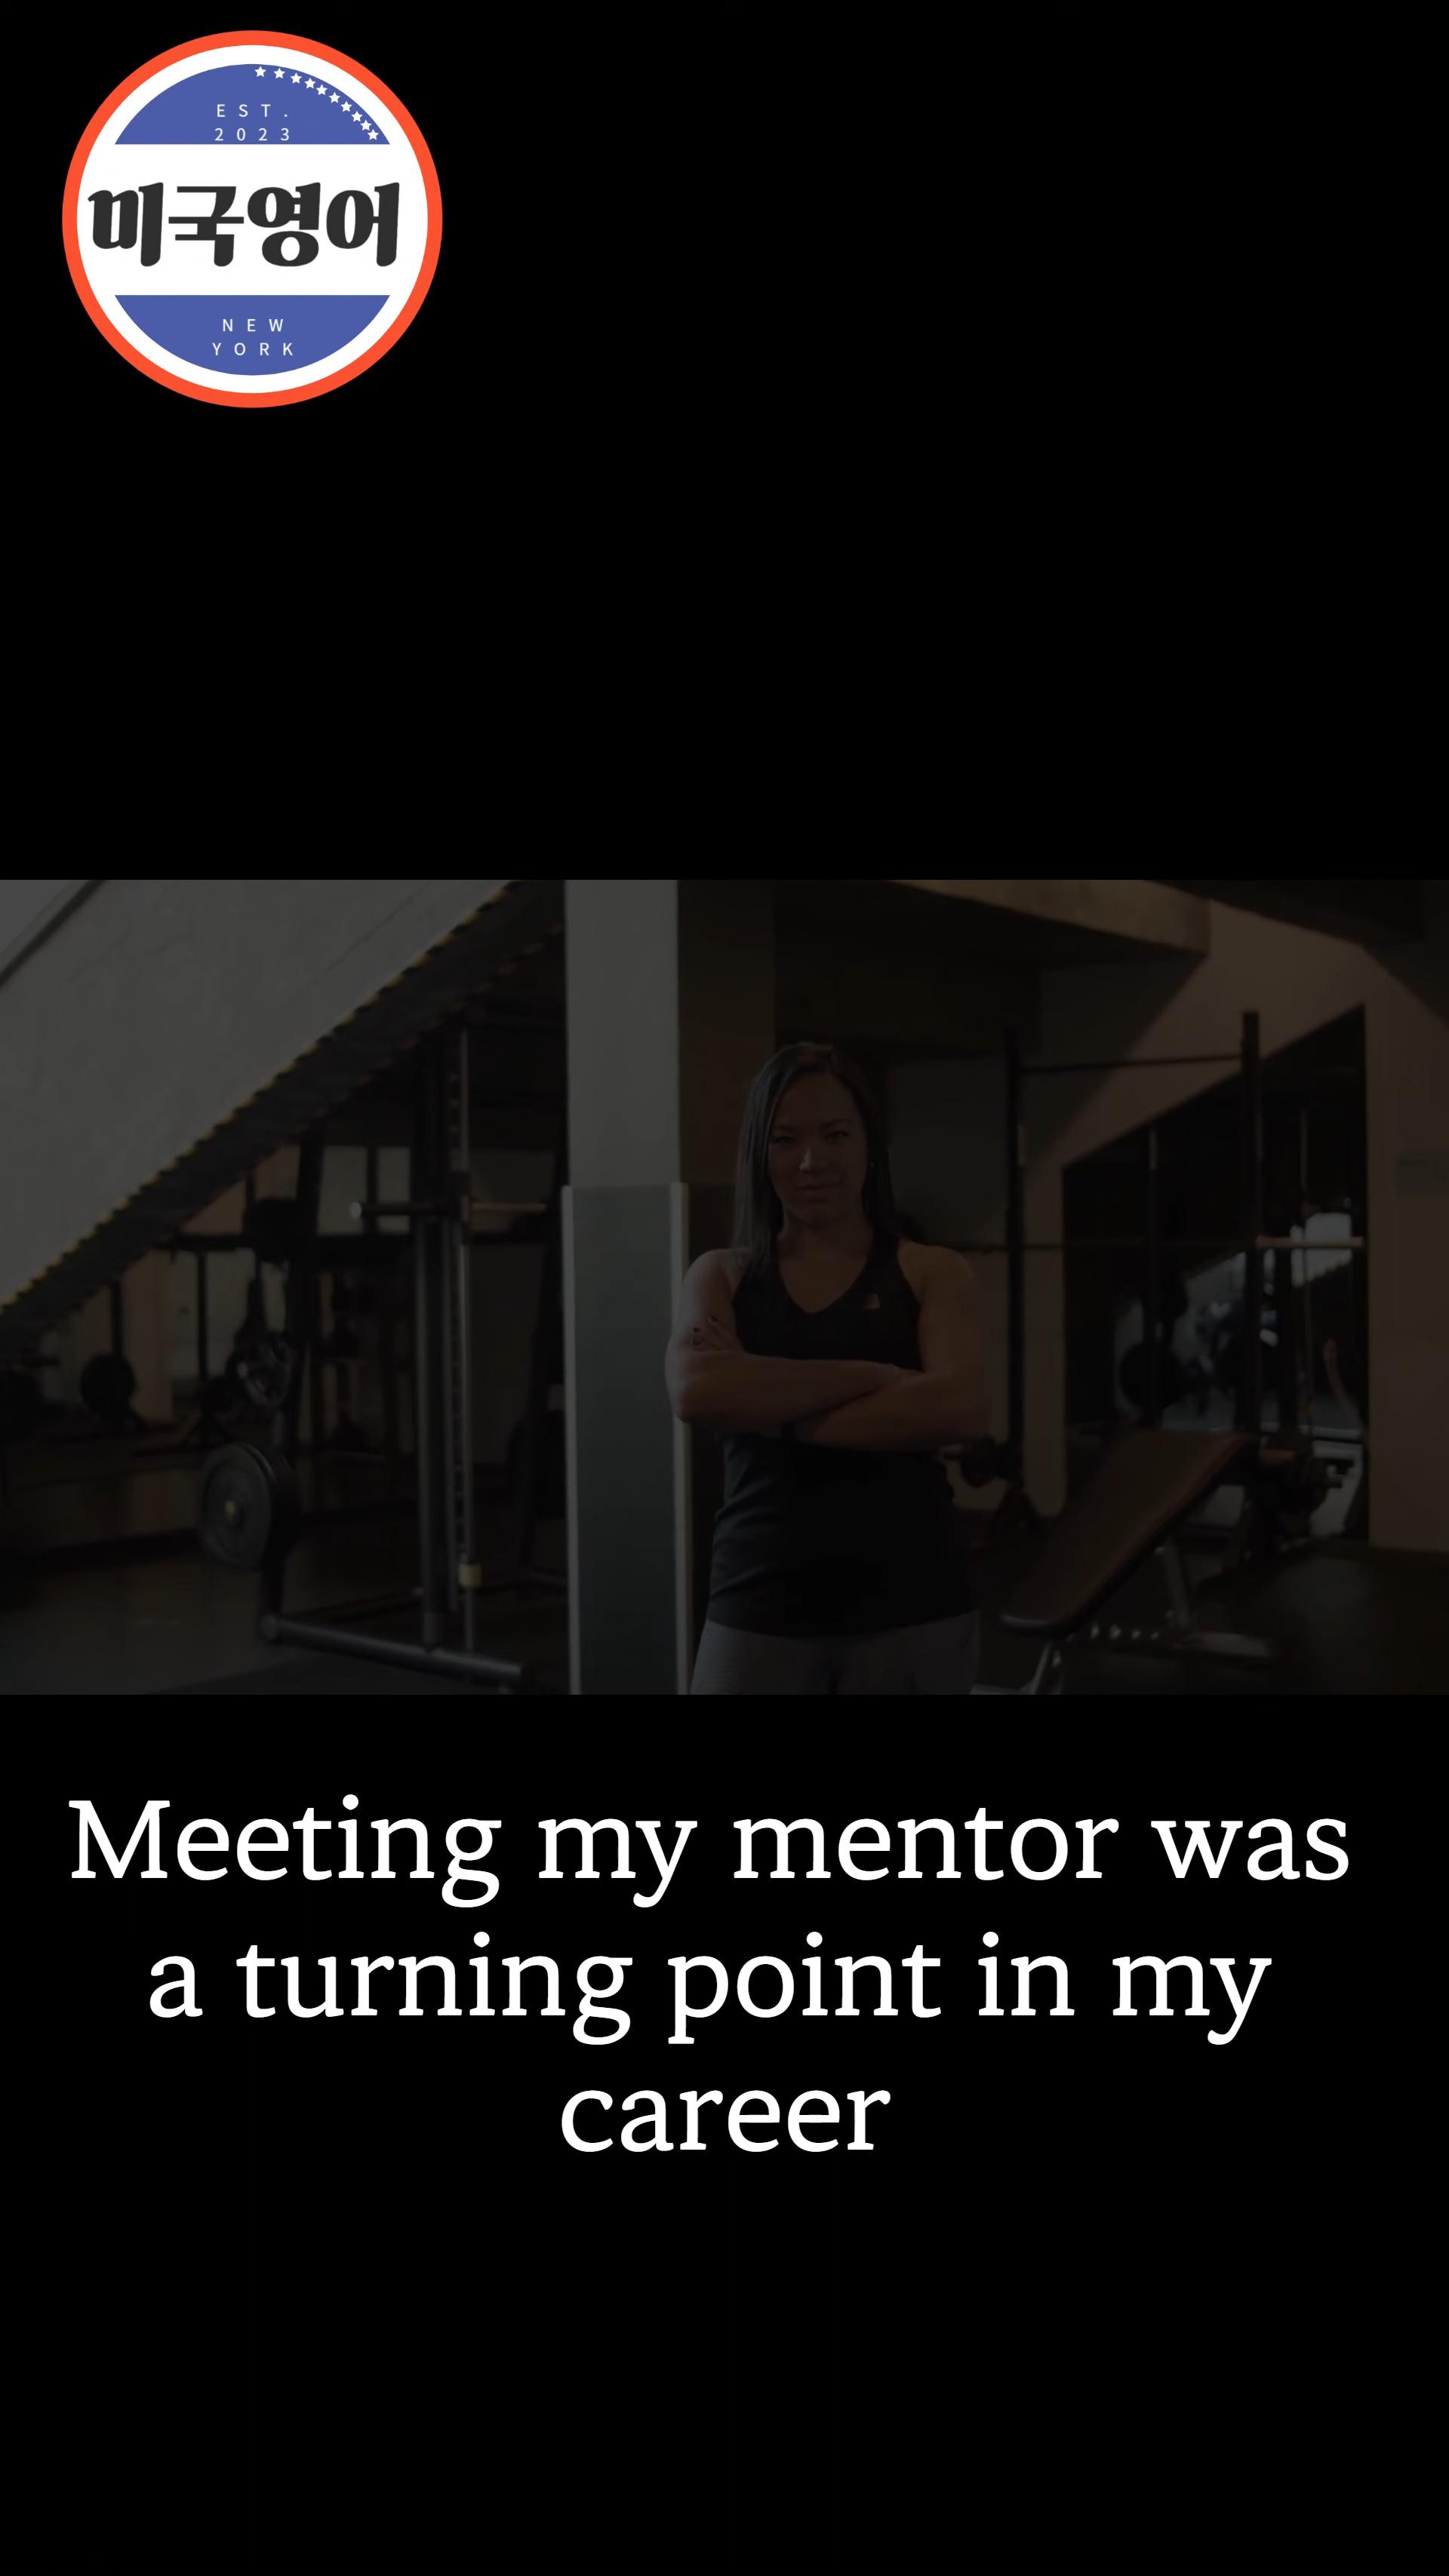 EST.
2023
미국영어
NEW
YORK
Meeting my mentor was
a turning point in my
career